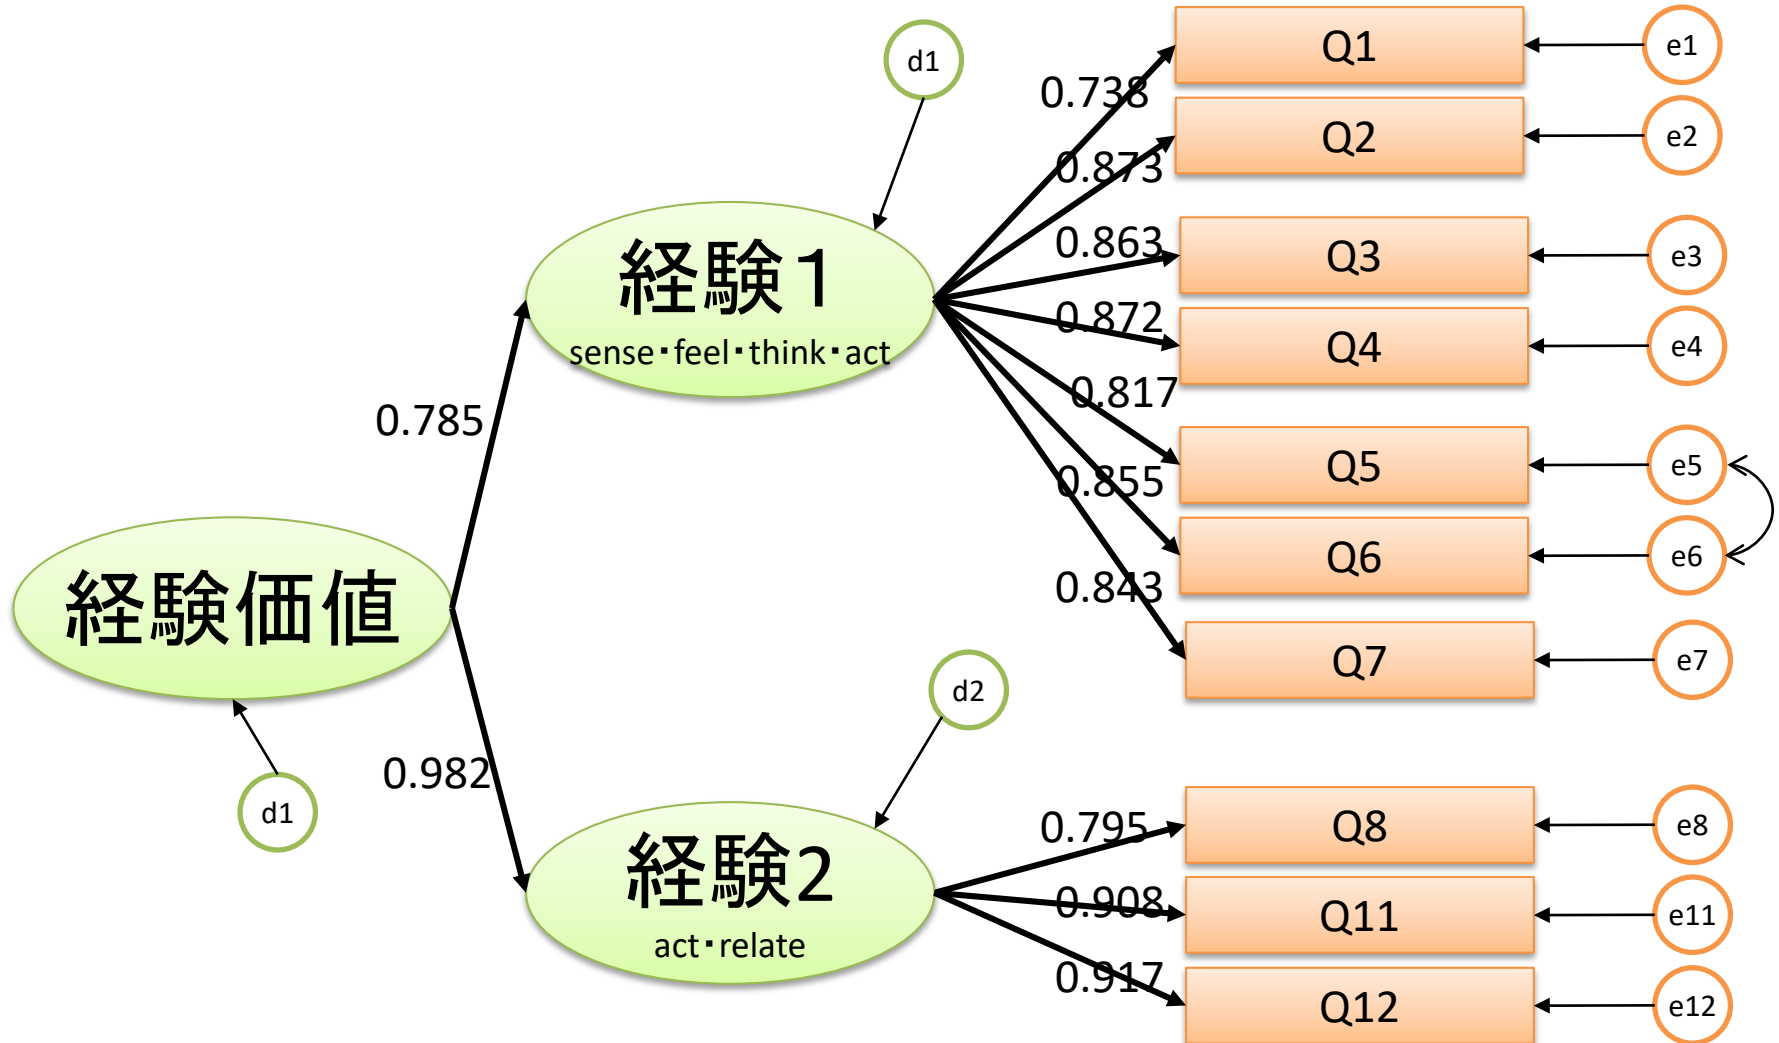 d1
Q1
e1
0.738
Q2
e2
0.873
経験1
sense・feel・think・act
0.863
Q3
e3
0.872
Q4
e4
0.817
Q5
e5
0.855
Q6
e6
0.843
Q7
e7
0.785
経験価値
d1
0.982
d2
経験2
act・relate
0.795
Q8
e8
0.908
Q11
e11
0.917
Q12
e12